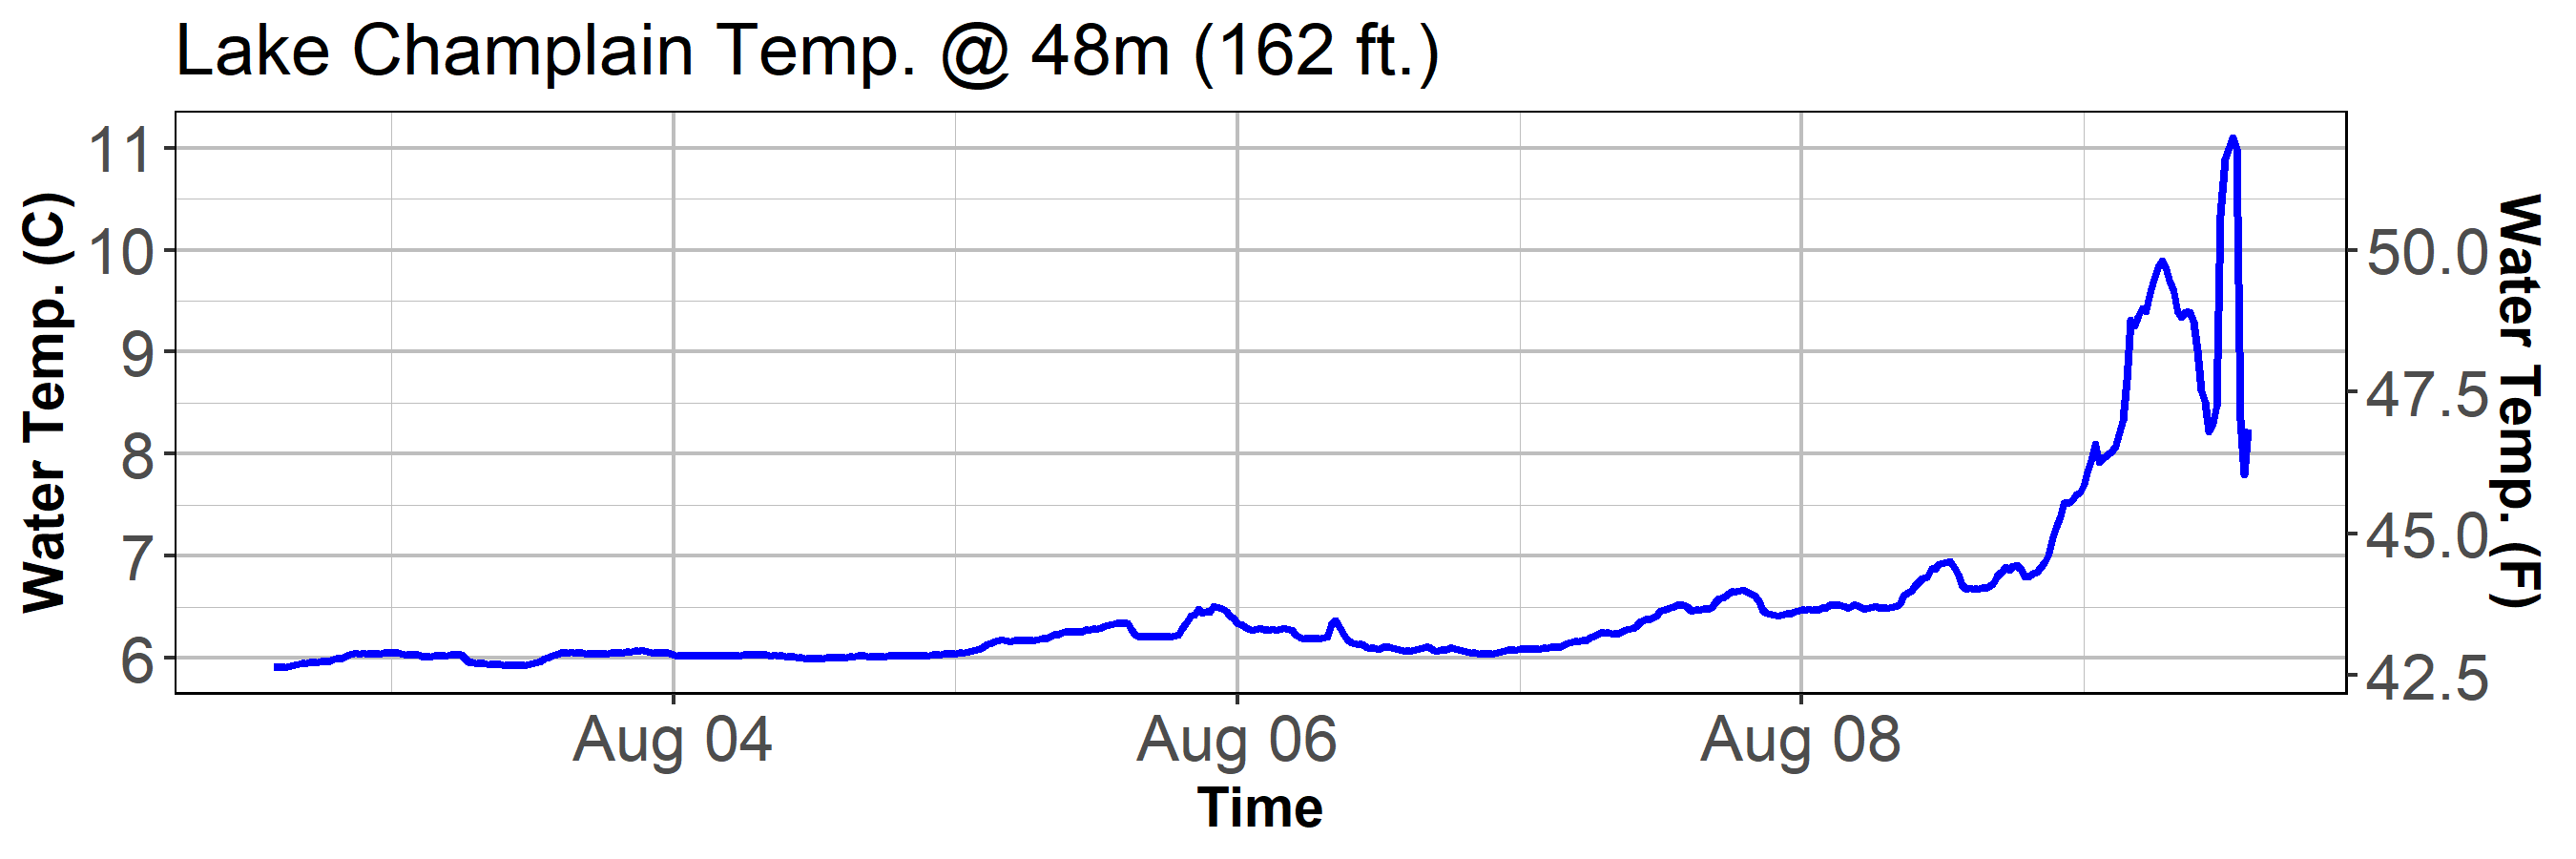 Lake Champlain Temp. @ 48m (162 ft.)
Water Temp. (C)
11
10
9
8
7
6
50.0
47.5
45.0
42.5
Water Temp. (F)
Aug 04 Aug 06 Aug 08
Time